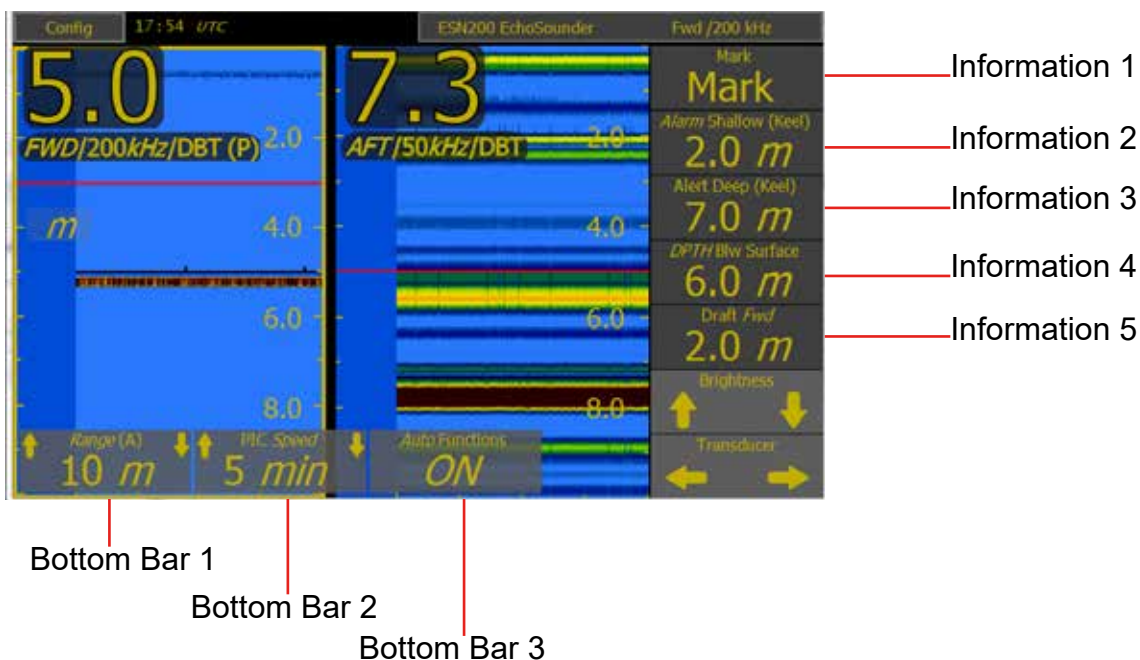 Config 17:54 UTC ESN200 EchoSounder Fwd /200 kHz
5.0
FWD/200kHz/DBT (P)
2.0
m
4.0
6.0
8.0
7.3
AFT/50kHz/DBT
2.0
4.0
6.0
8.0
Mark
Mark
Alarm Shallow (Keel)
2.0 m
Alert Deep (Keel)
7.0 m
DPTH Blw Surface
6.0 m
Draft Fwd
2.0 m
Brightness
Transducer
Range (A)
10 m
PIC Speed
5 min
Auto Functions
ON
Information 1
Information 2
Information 3
Information 4
Information 5
Bottom Bar 1
Bottom Bar 2
Bottom Bar 3